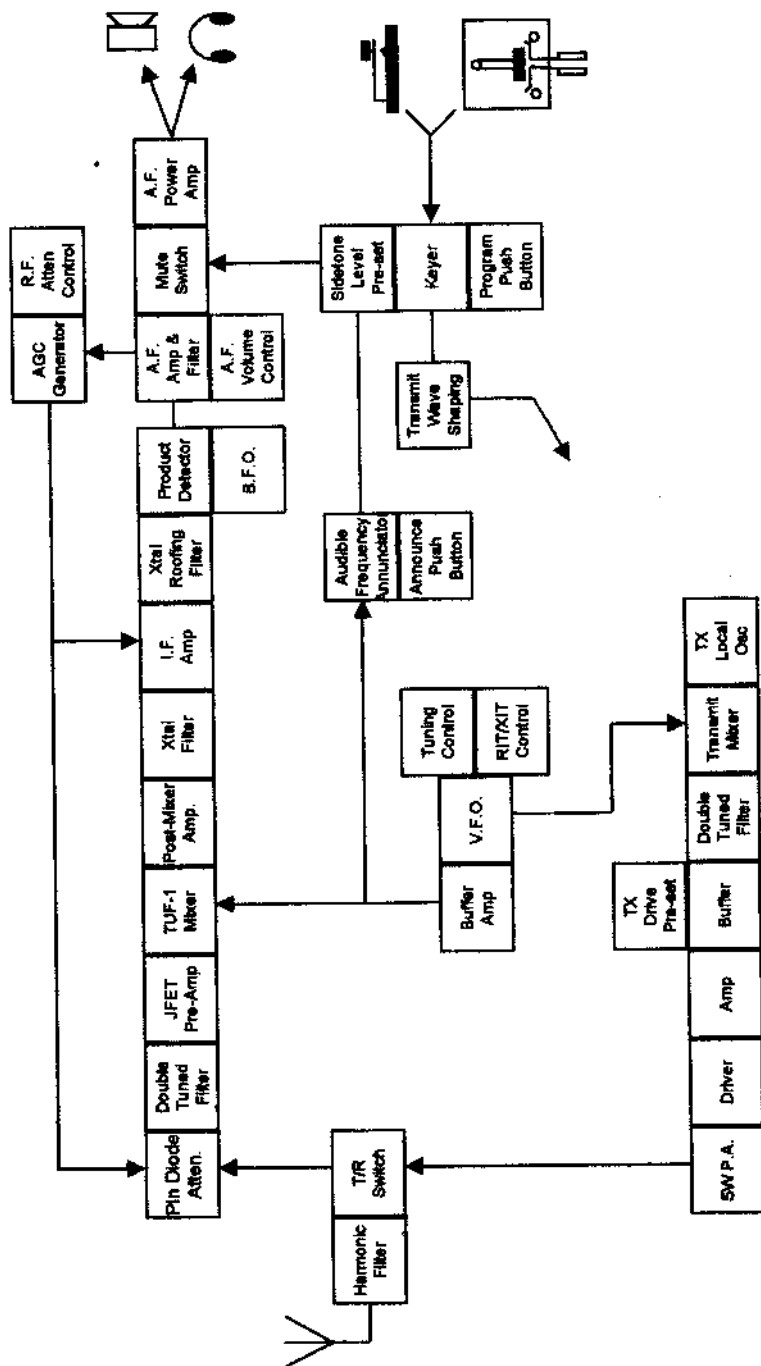 R.F.
Atten
Control
AGC
Generator
A.F.
Power
Amp
Mute
Switch
A.F.
Amp &
Filter
A.F.
Volume
Control
Product
Detector
B.F.O.
Xtal
Roofing
Filter
I.F.
Amp
Xtal
Filter
Post-Mixer
Amp.
TUF-1
Mixer
JFET
Pre-Amp
Double
Tuned
Filter
Pin Diode
Atten.
Sidetone
Level
Pre-set
Keyer
Program
Push
Button
Transmit
Wave
Shaping
Audible
Frequency
Annunciator
Announce
Push
Button
Tuning
Control
RIT/XIT
Control
V.F.O.
Buffer
Amp
T/R
Switch
Harmonic
Filter
TX
Local
Osc
Transmit
Mixer
Double
Tuned
Filter
TX
Drive
Pre-set
Buffer
Amp
Driver
5W P.A.